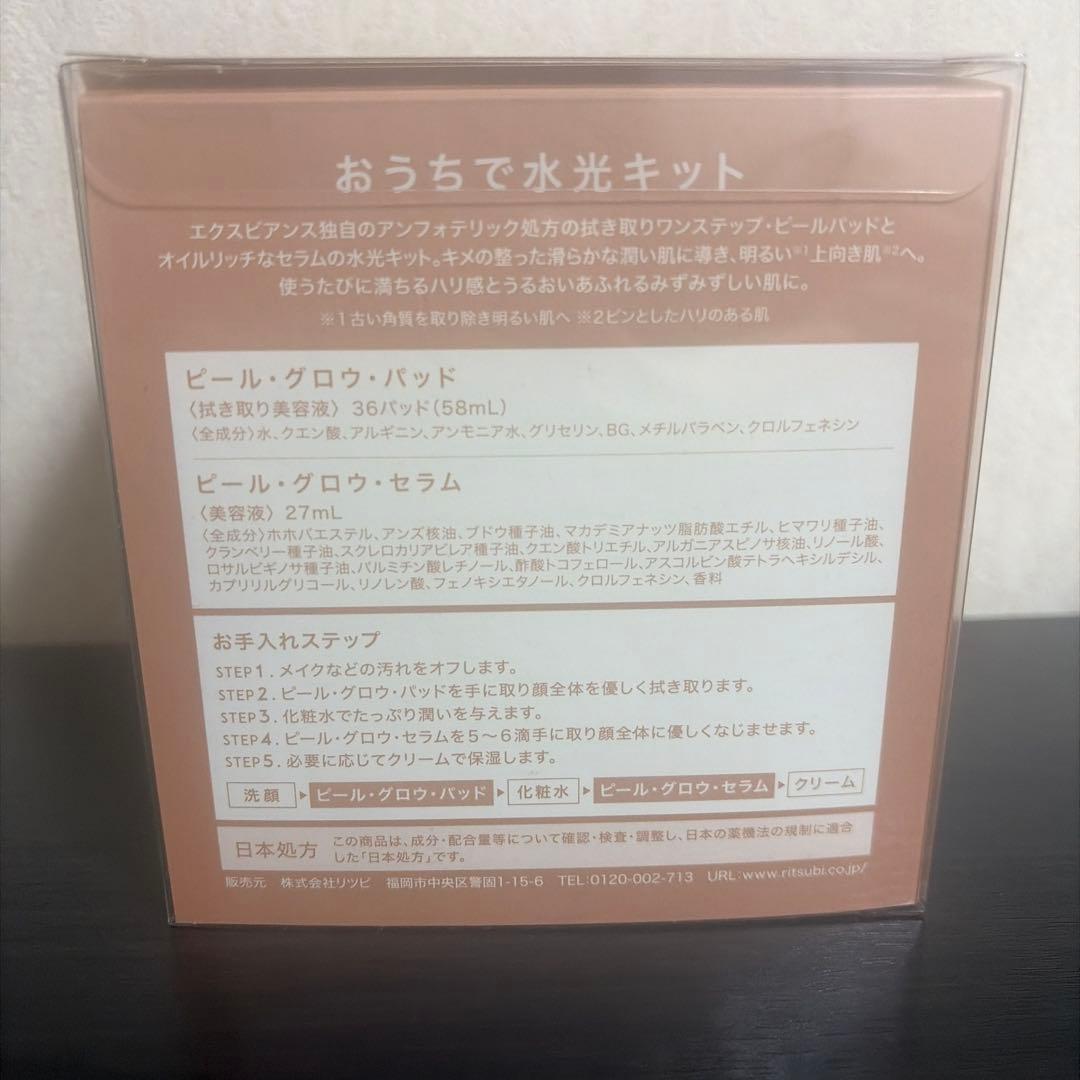 おうちで水光キット
エクスビアンス独自のアンフォテリック処方の拭き取りワンステップ・ピールパッドと
オイルリッチなセラムの水光キット。キメの整った滑らかな潤い肌に導き、明るい※1上向き肌※2へ。
使うたびに満ちるハリ感とうるおいあふれるみずみずしい肌に。
※1古い角質を取り除き明るい肌へ ※2ピンとしたハリのある肌
ピール・グロウ・パッド
〈拭き取り美容液〉 36パッド(58mL)
〈全成分〉水、クエン酸、アルギニン、アンモニア水、グリセリン、BG、メチルパラベン、クロルフェネシン
ピール・グロウ・セラム
〈美容液〉27mL
〈全成分〉ホホバエステル、アンズ核油、ブドウ種子油、マカデミアナッツ脂肪酸エチル、ヒマワリ種子油、
クランベリー種子油、スクレロカリアビレア種子油、クエン酸トリエチル、アルガニアスピノサ核油、リノール酸、
ロサルビギノサ種子油、パルミチン酸レチノール、酢酸トコフェロール、アスコルビン酸テトラヘキシルデシル、
カプリリルグリコール、リノレン酸、フェノキシエタノール、クロルフェネシン、香料
お手入れステップ
STEP1. メイクなどの汚れをオフします。
STEP2. ピール・グロウ・パッドを手に取り顔全体を優しく拭き取ります。
STEP3. 化粧水でたっぷり潤いを与えます。
STEP4. ピール・グロウ・セラムを5～6滴手に取り顔全体に優しくなじませます。
STEP5. 必要に応じてクリームで保湿します。
洗顔 ▶ ピール・グロウ・パッド ▶ 化粧水 ▶ ピール・グロウ・セラム ▶ クリーム
日本処方
この商品は、成分・配合量等について確認・検査・調整し、日本の薬機法の規制に適合
した「日本処方」です。
販売元 株式会社リツビ 福岡市中央区警固1-15-6 TEL:0120-002-713 URL:www.ritsubi.co.jp/